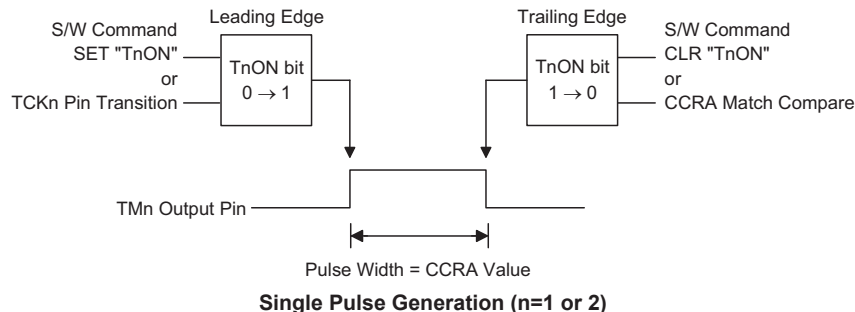 Leading Edge
S/W Command
SET "TnON"
or
TCKn Pin Transition
TnON bit
0 → 1
Trailing Edge
TnON bit
1 → 0
S/W Command
CLR "TnON"
or
CCRA Match Compare
TMn Output Pin
Pulse Width = CCRA Value
Single Pulse Generation (n=1 or 2)